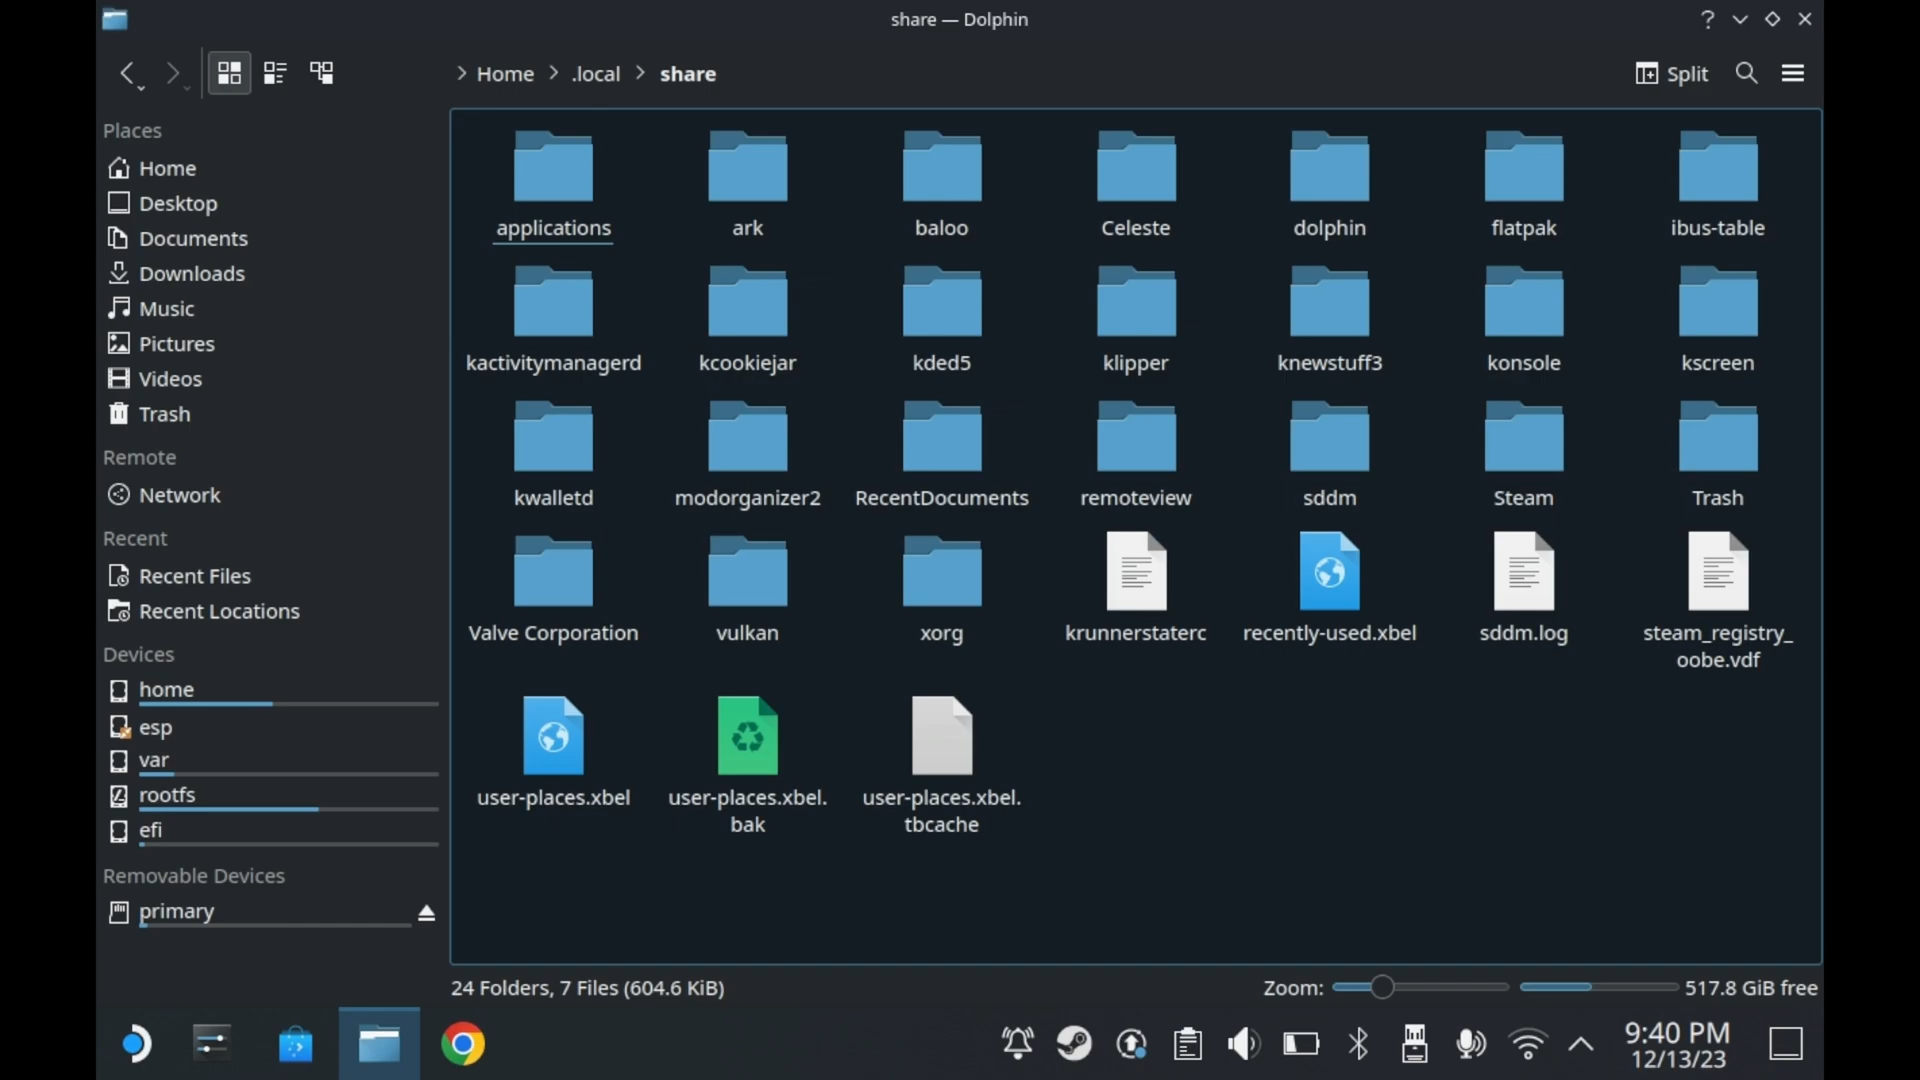 share — Dolphin
Home > .local > share
Split
Places
Home
Desktop
Documents
Downloads
Music
Pictures
Videos
Trash
Remote
Network
Recent
Recent Files
Recent Locations
Devices
home
esp
var
rootfs
efi
Removable Devices
primary
applications
ark
baloo
Celeste
dolphin
flatpak
ibus-table
kactivitymanagerd
kcookiejar
kded5
klipper
knewstuff3
konsole
kscreen
kwalletd
modorganizer2
RecentDocuments
remoteview
sddm
Steam
Trash
Valve Corporation
vulkan
xorg
krunnerstaterc
recently-used.xbel
sddm.log
steam_registry_
oobe.vdf
user-places.xbel
user-places.xbel.
bak
user-places.xbel.
tbcache
24 Folders, 7 Files (604.6 KiB)
Zoom:
517.8 GiB free
9:40 PM
12/13/23